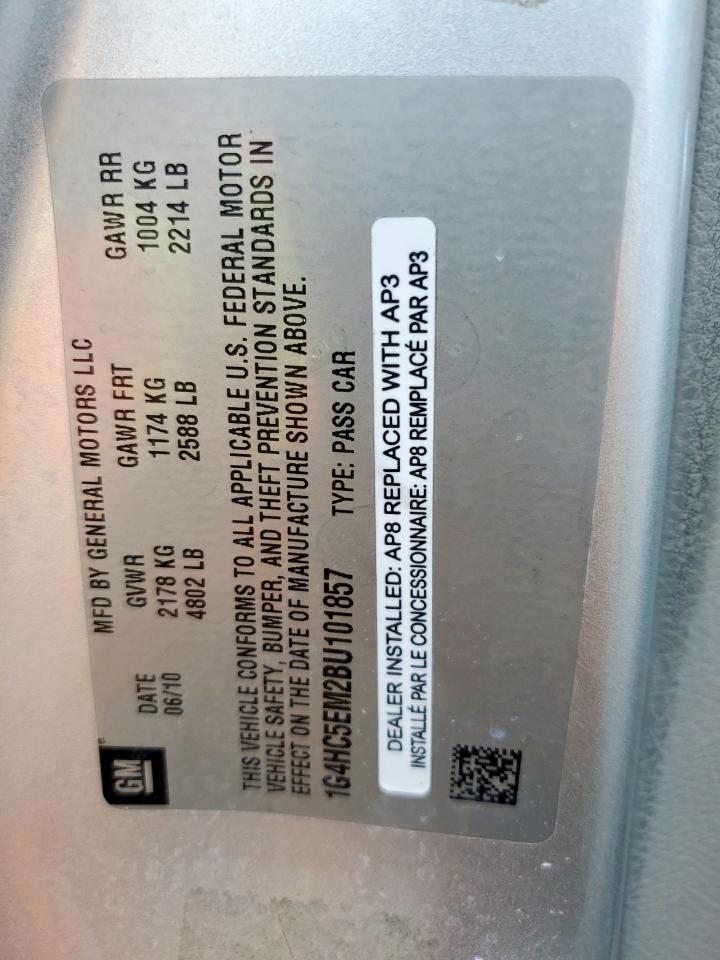 GM
MFD BY GENERAL MOTORS LLC
DATE GVWR GAWR FRT GAWR RR
06/10 2178 KG 1174 KG 1004 KG
4802 LB 2588 LB 2214 LB
THIS VEHICLE CONFORMS TO ALL APPLICABLE U.S. FEDERAL MOTOR
VEHICLE SAFETY, BUMPER, AND THEFT PREVENTION STANDARDS IN
EFFECT ON THE DATE OF MANUFACTURE SHOWN ABOVE.
1G4HC5EM2BU101857 TYPE: PASS CAR
DEALER INSTALLED: AP8 REPLACED WITH AP3
INSTALLÉ PAR LE CONCESSIONNAIRE: AP8 REMPLACÉ PAR AP3